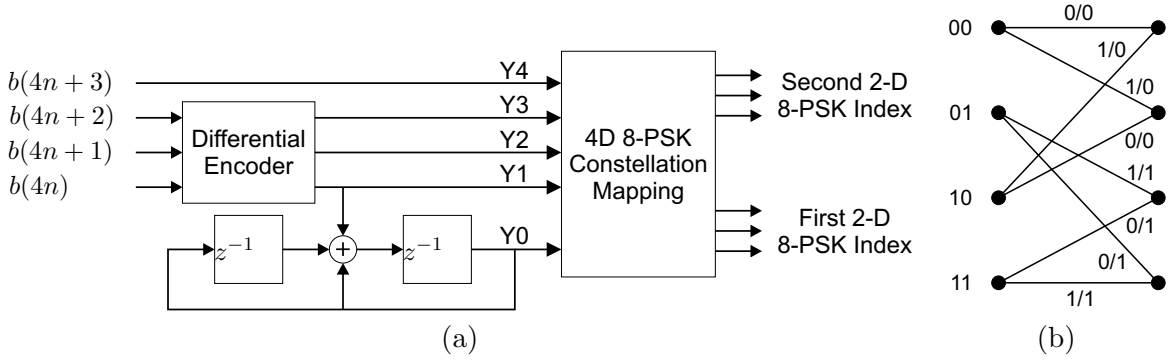 b(4n + 3)
b(4n + 2)
b(4n + 1)
b(4n)
Differential
Encoder
Y4
Y3
Y2
Y1
Y0
z⁻¹
+
z⁻¹
4D 8-PSK
Constellation
Mapping
Second 2-D
8-PSK Index
First 2-D
8-PSK Index
(a)
00
01
10
11
0/0
1/0
1/0
0/0
1/1
0/1
0/1
1/1
(b)